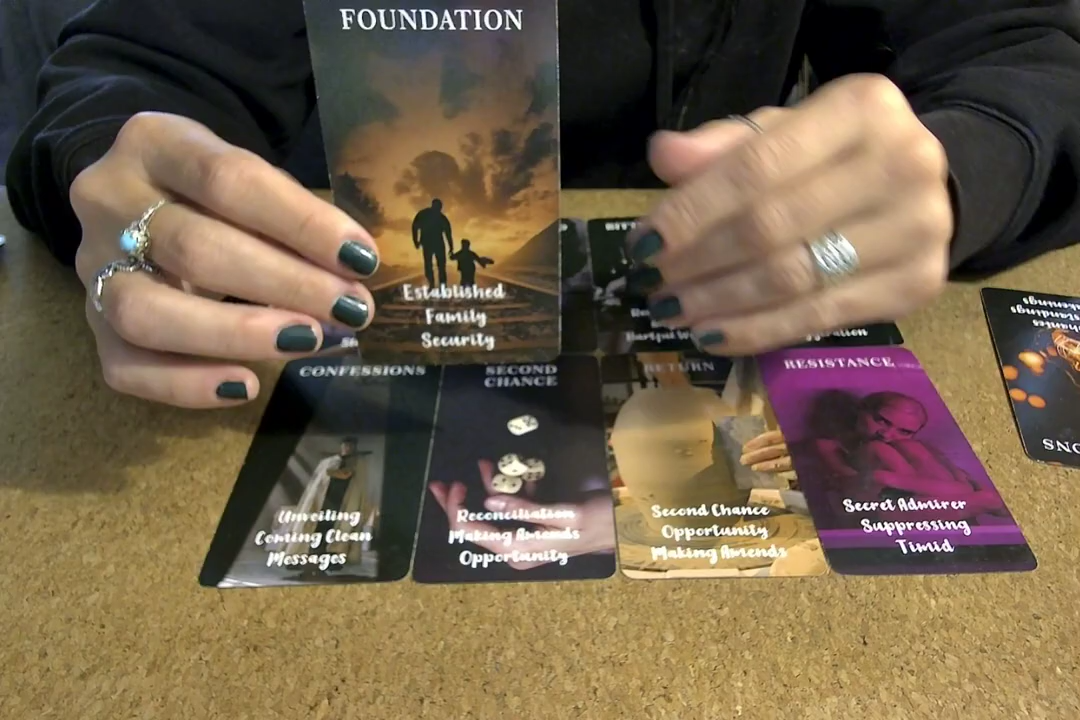 FOUNDATION
Established
Family
Security
CONFESSIONS
Unveiling
Coming Clean
Messages
SECOND
CHANCE
Reconciliation
Making Amends
Opportunity
RETURN
Second Chance
Opportunity
Making Amends
RESISTANCE
Secret Admirer
Suppressing
Timid